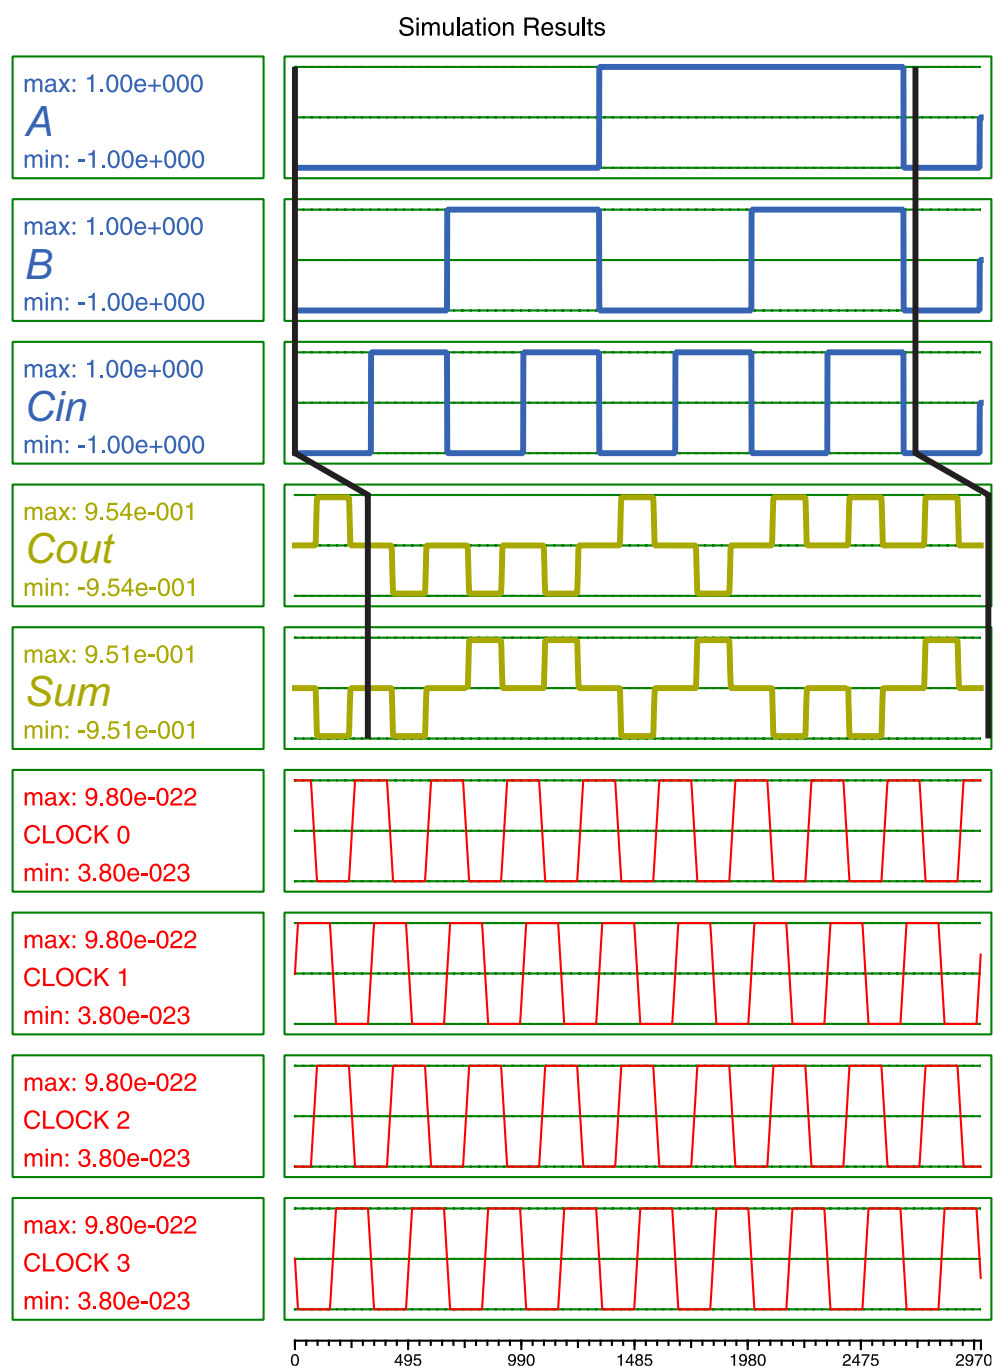 Simulation Results
max: 1.00e+000
A
min: -1.00e+000
max: 1.00e+000
B
min: -1.00e+000
max: 1.00e+000
Cin
min: -1.00e+000
max: 9.54e-001
Cout
min: -9.54e-001
max: 9.51e-001
Sum
min: -9.51e-001
max: 9.80e-022
CLOCK 0
min: 3.80e-023
max: 9.80e-022
CLOCK 1
min: 3.80e-023
max: 9.80e-022
CLOCK 2
min: 3.80e-023
max: 9.80e-022
CLOCK 3
min: 3.80e-023
0 495 990 1485 1980 2475 2970